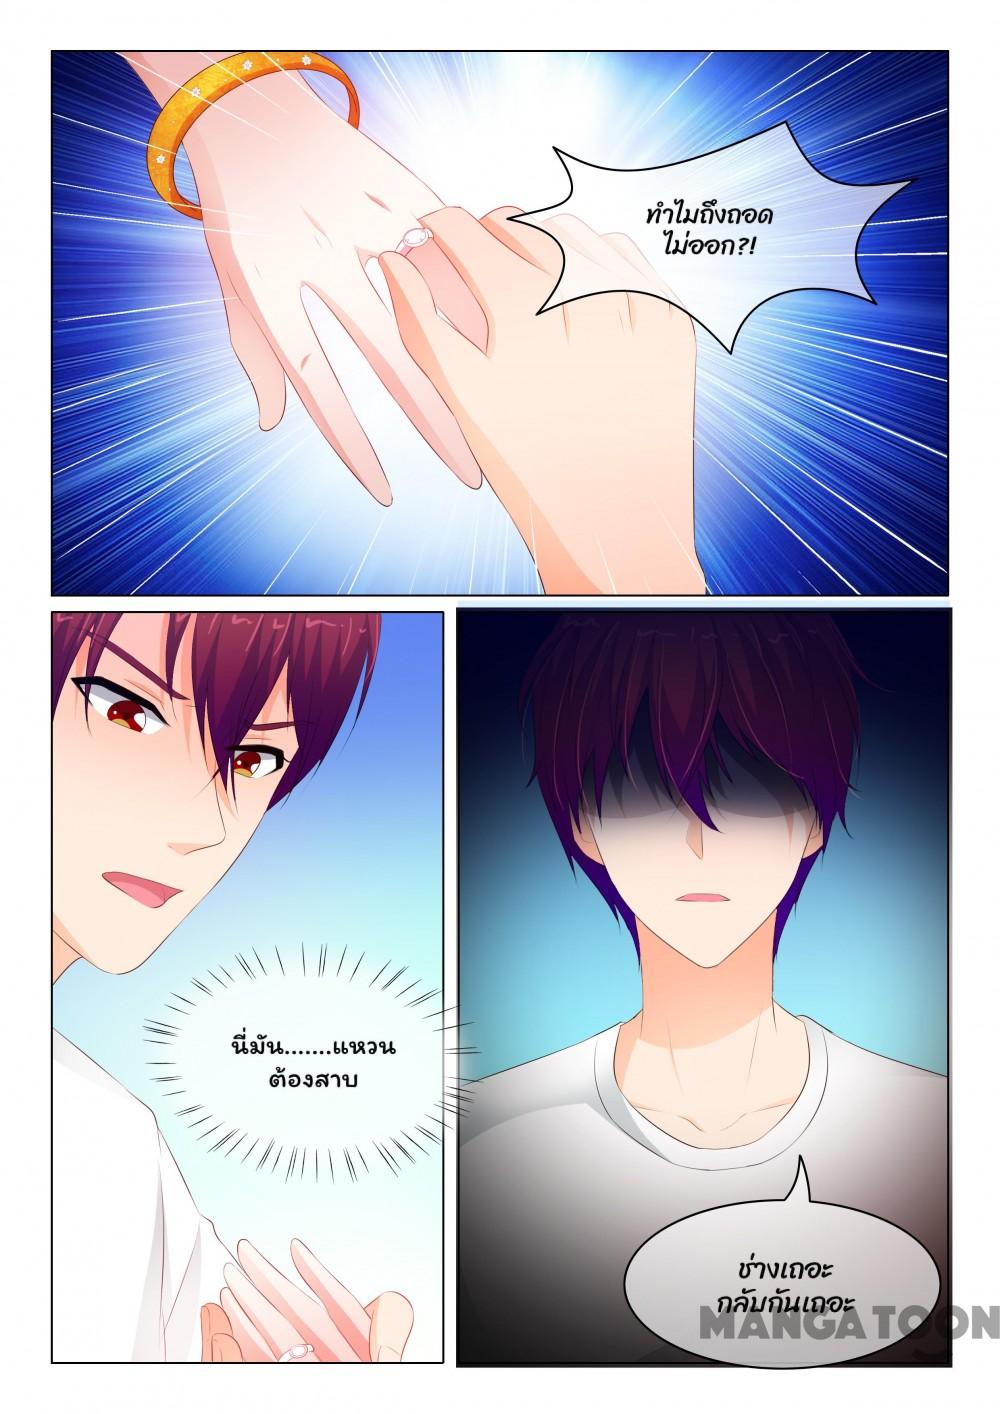 ทำไมถึงถอด
ไม่ออก?!
นี่มัน.......แหวน
ต้องสาบ
ช่างเถอะ
กลับกันเถอะ
MANGATOON